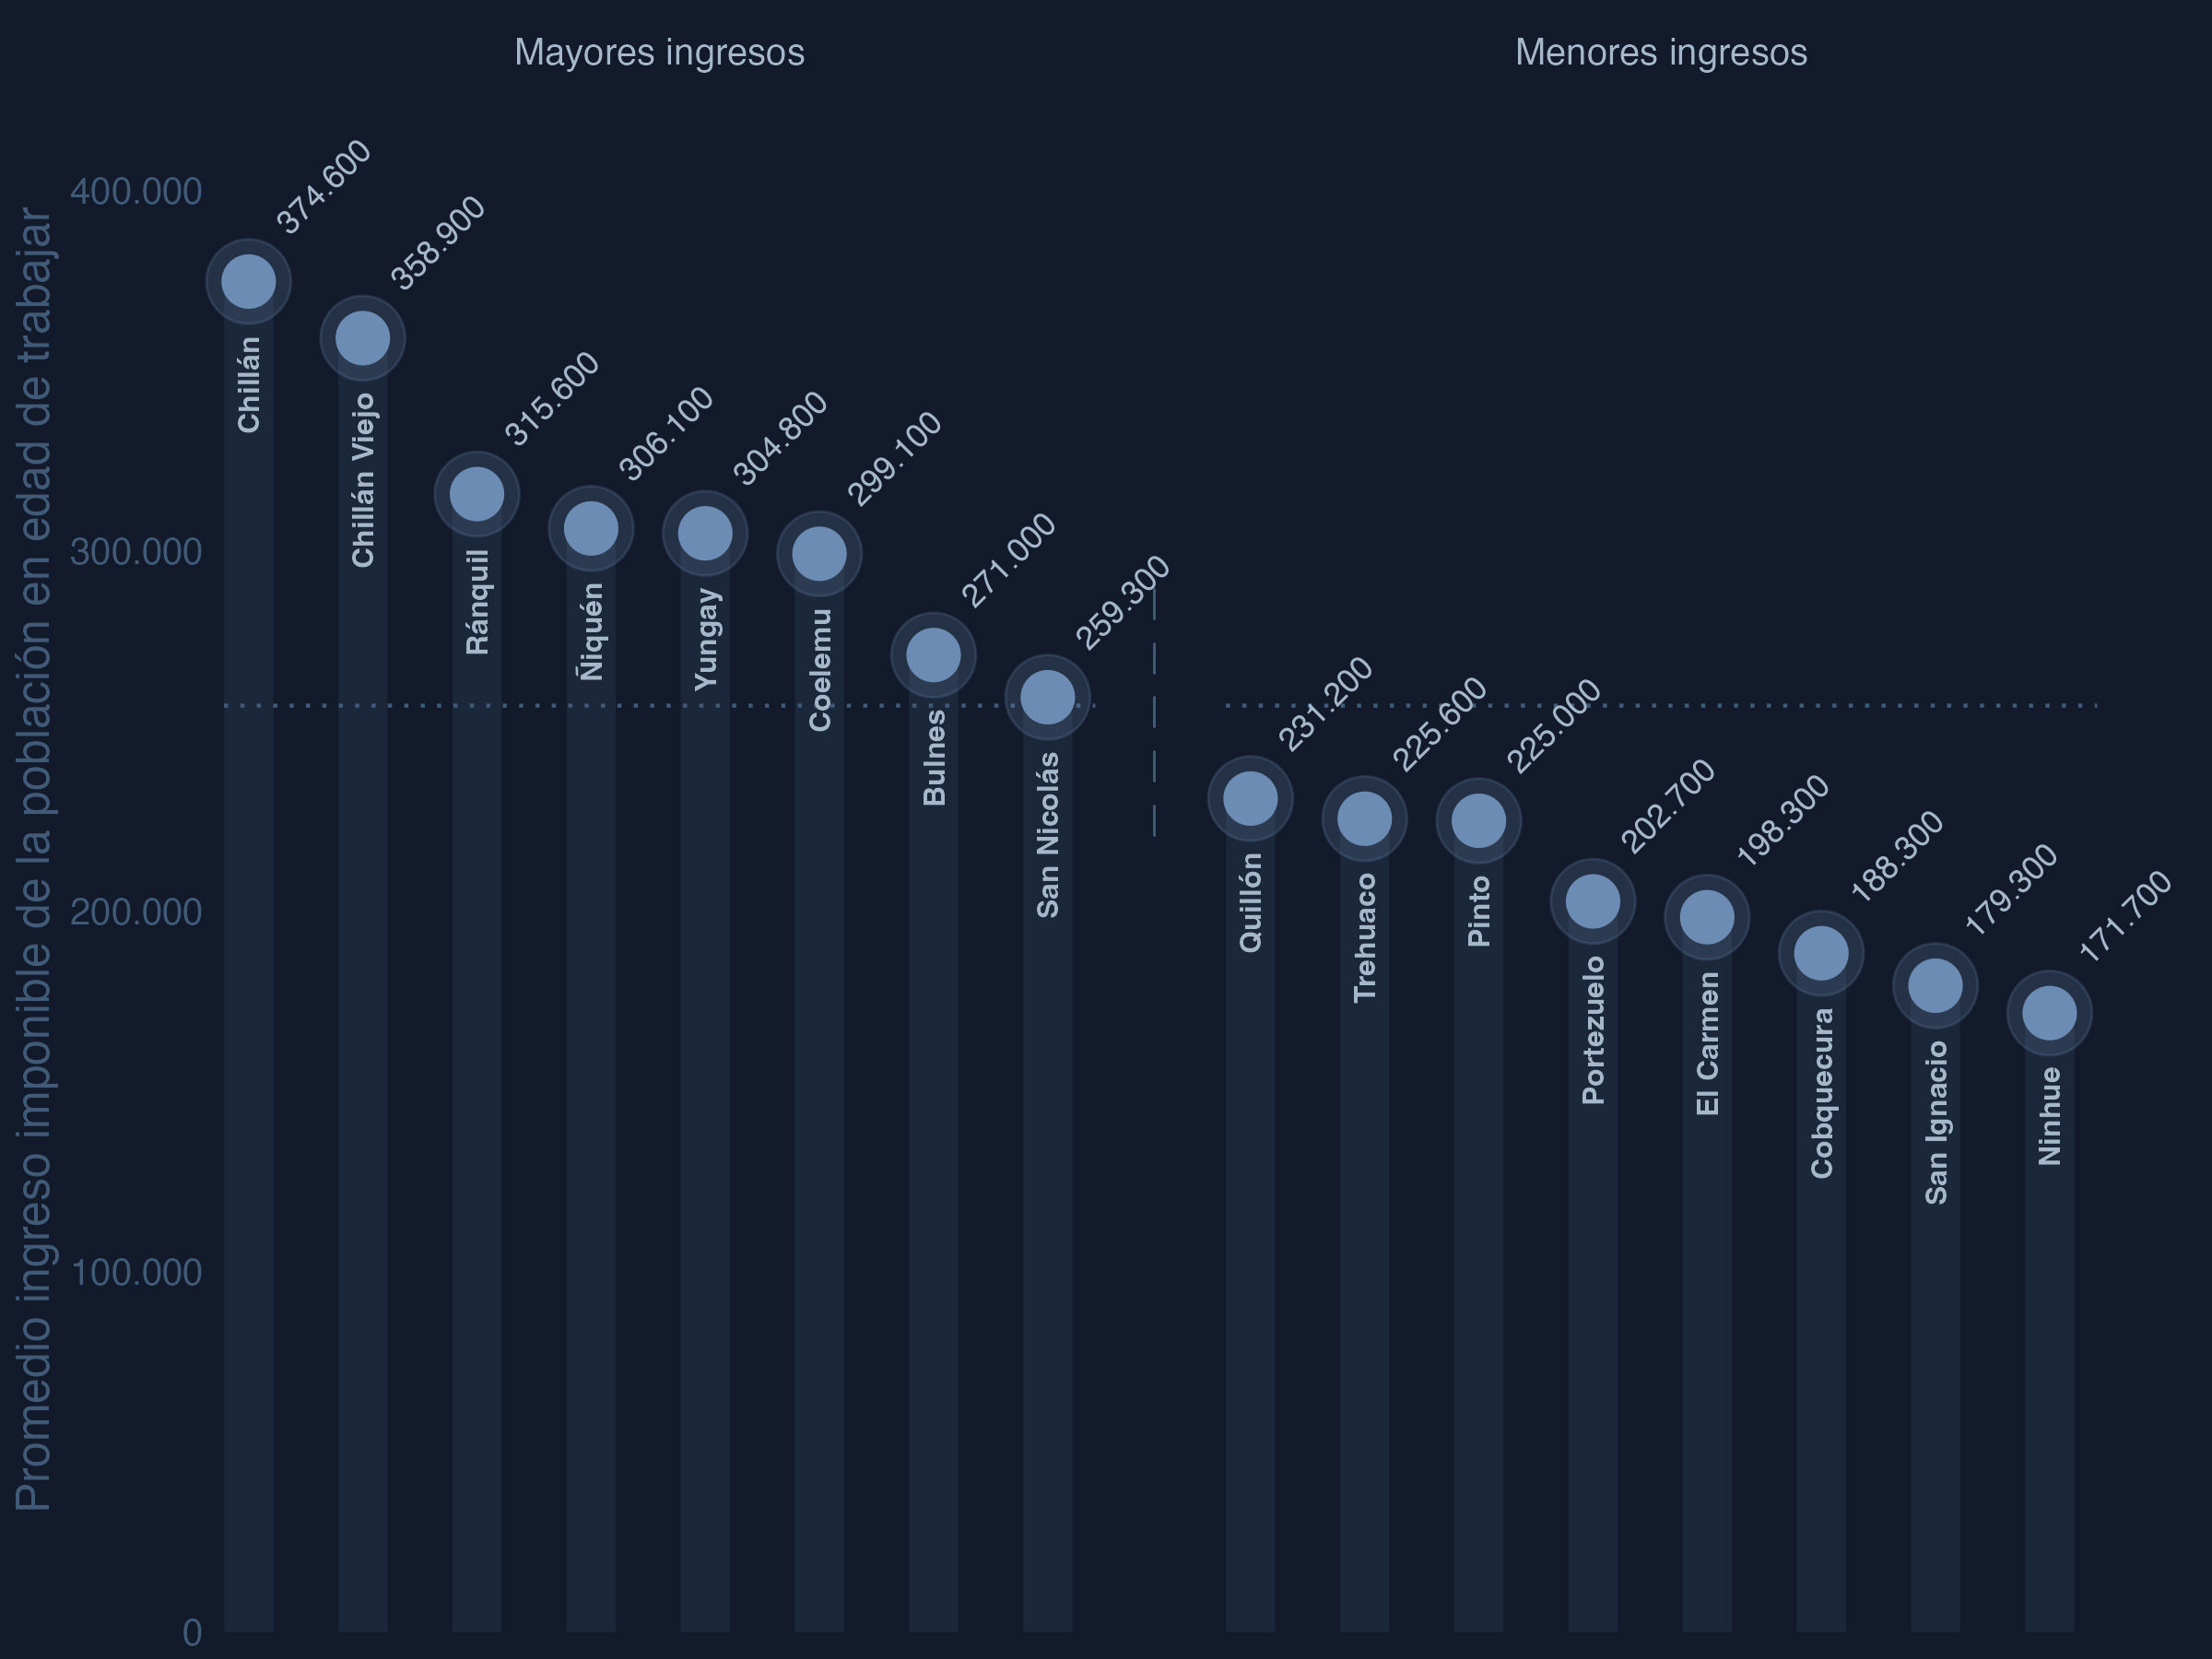 Mayores ingresos
Menores ingresos
Promedio ingreso imponible de la población en edad de trabajar
400.000
300.000
200.000
100.000
0
374.600
Chillán
358.900
Chillán Viejo
315.600
Ránquil
306.100
Ñiquén
304.800
Yungay
299.100
Coelemu
271.000
Bulnes
259.300
San Nicolás
231.200
Quillón
225.600
Trehuaco
225.000
Pinto
202.700
Portezuelo
198.300
El Carmen
188.300
Cobquecura
179.300
San Ignacio
171.700
Ninhue